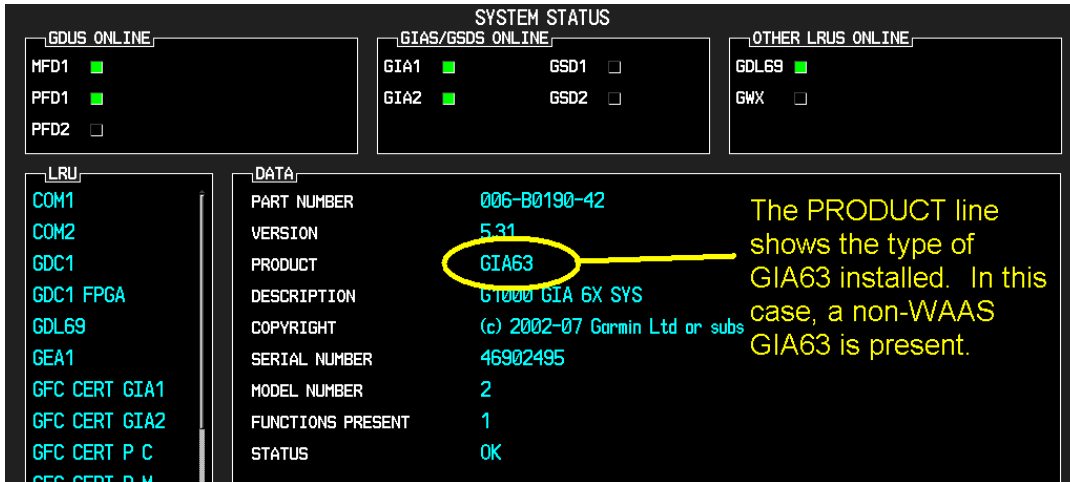 SYSTEM STATUS
GDUS ONLINE
MFD1
PFD1
PFD2
GIAS/GSDS ONLINE
GIA1 GSD1
GIA2 GSD2
OTHER LRUS ONLINE
GDL69
GWX
LRU
COM1
COM2
GDC1
GDC1 FPGA
GDL69
GEA1
GFC CERT GIA1
GFC CERT GIA2
GFC CERT P C
GFC CERT P M
DATA
PART NUMBER 006-B0190-42
VERSION 5.31
PRODUCT GIA63
DESCRIPTION G1000 GIA 6X SYS
COPYRIGHT (c) 2002-07 Garmin Ltd or subs
SERIAL NUMBER 46902495
MODEL NUMBER 2
FUNCTIONS PRESENT 1
STATUS OK
The PRODUCT line
shows the type of
GIA63 installed. In this
case, a non-WAAS
GIA63 is present.